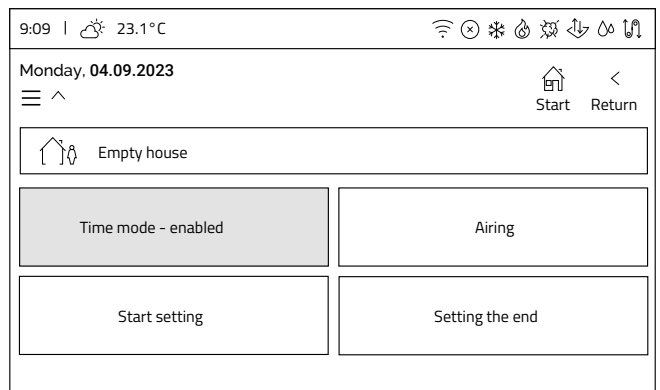 9:09 | 23.1°C
Monday, 04.09.2023
Start Return
Empty house
Time mode - enabled Airing
Start setting Setting the end